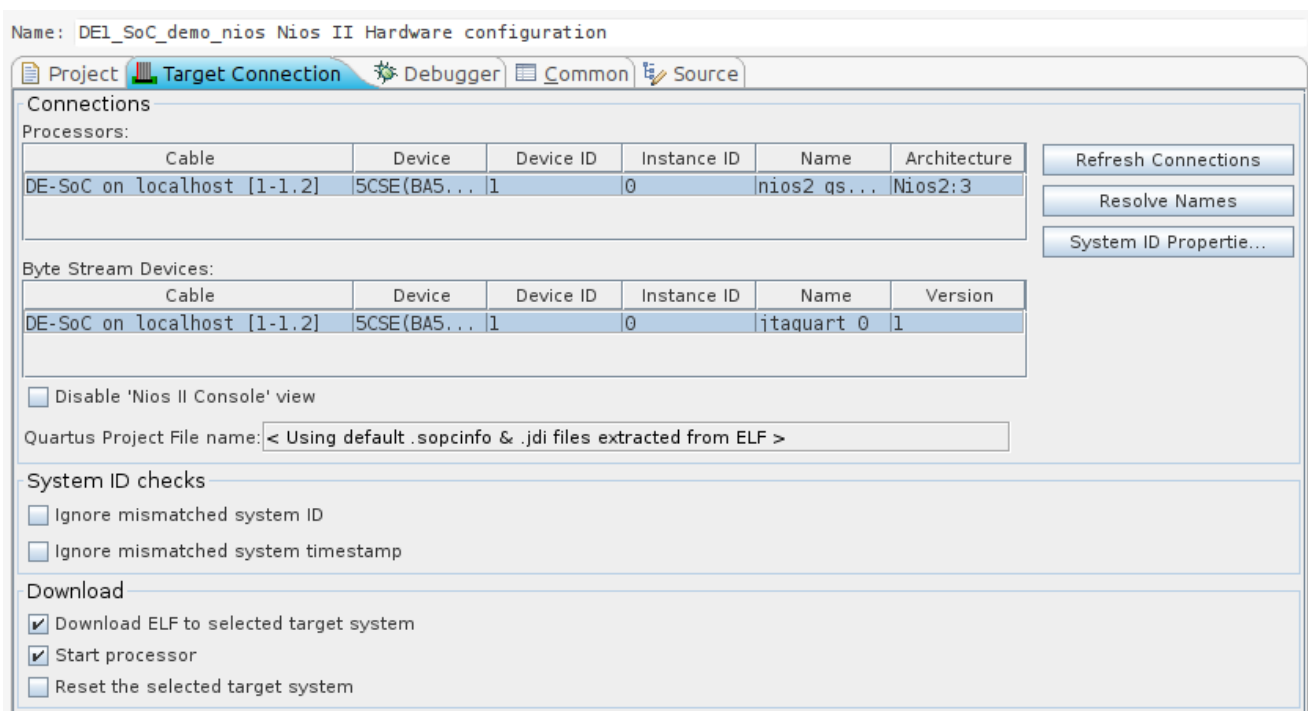 Name: DE1_SoC_demo_nios Nios II Hardware configuration
Project Target Connection Debugger Common Source
Connections
Processors:
Cable Device Device ID Instance ID Name Architecture
DE-SoC on localhost [1-1.2] 5CSE(BA5... 1 0 nios2_qs... Nios2:3
Refresh Connections
Resolve Names
System ID Propertie...
Byte Stream Devices:
Cable Device Device ID Instance ID Name Version
DE-SoC on localhost [1-1.2] 5CSE(BA5... 1 0 jtaguart_0 1
Disable 'Nios II Console' view
Quartus Project File name: < Using default .sopcinfo & .jdi files extracted from ELF >
System ID checks
Ignore mismatched system ID
Ignore mismatched system timestamp
Download
Download ELF to selected target system
Start processor
Reset the selected target system